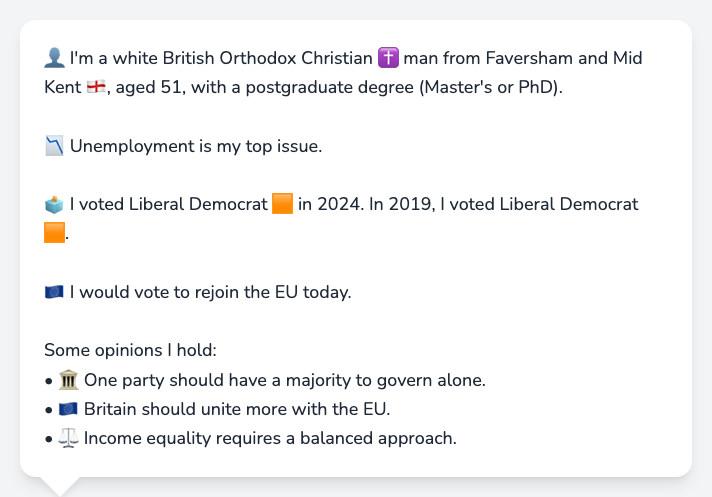 👤 I'm a white British Orthodox Christian ✝️ man from Faversham and Mid
Kent 🏴󠁧󠁢󠁥󠁮󠁧󠁿, aged 51, with a postgraduate degree (Master's or PhD).
📉 Unemployment is my top issue.
🗳️ I voted Liberal Democrat 🟧 in 2024. In 2019, I voted Liberal Democrat
🟧.
🇪🇺 I would vote to rejoin the EU today.
Some opinions I hold:
• 🏛️ One party should have a majority to govern alone.
• 🇪🇺 Britain should unite more with the EU.
• ⚖️ Income equality requires a balanced approach.